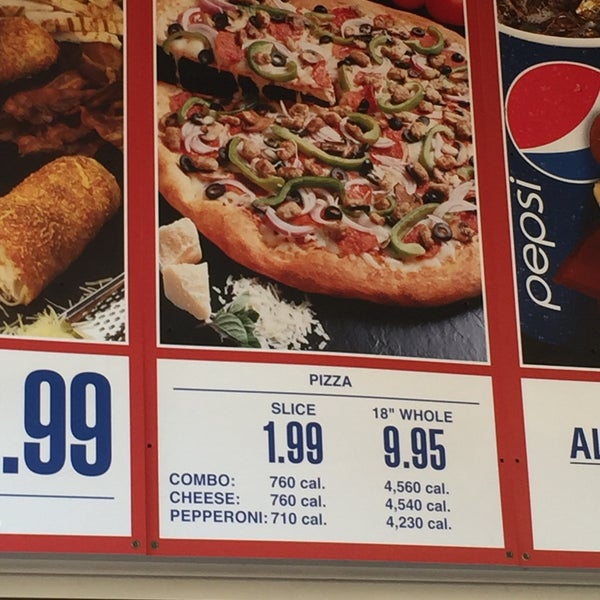 pepsi
.99
PIZZA
SLICE 18" WHOLE
1.99 9.95
COMBO: 760 cal. 4,560 cal.
CHEESE: 760 cal. 4,540 cal.
PEPPERONI: 710 cal. 4,230 cal.